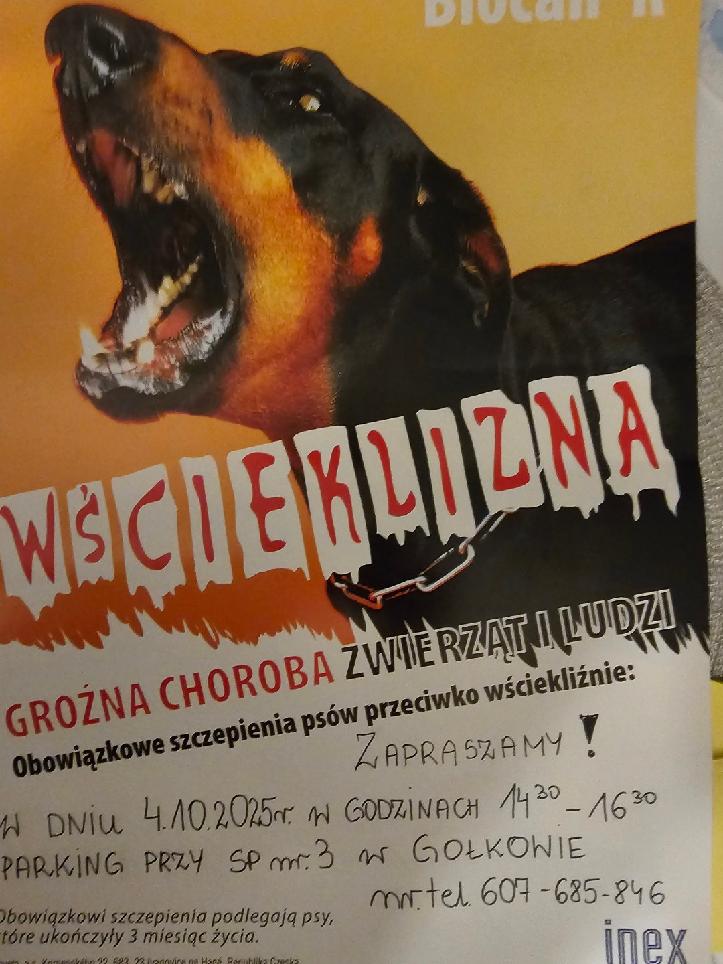 Biocan R
WŚCIEKLIZNA
GROŹNA CHOROBA ZWIERZĄT I LUDZI
Obowiązkowe szczepienia psów przeciwko wściekliźnie:
ZAPRASZAMY !
W DNIU 4.10.2025r. W GODZINACH 14³⁰ - 16³⁰
PARKING PRZY SP nr. 3 W GOŁKOWIE
nr. tel. 607-685-846
Obowiązkowi szczepienia podlegają psy,
które ukończyły 3 miesiąc życia.
inex